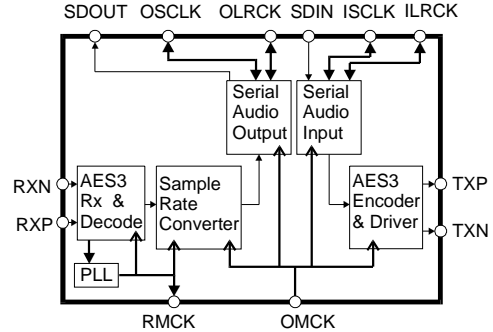 SDOUT OSCLK OLRCK SDIN ISCLK ILRCK
Serial
Audio
Output
Serial
Audio
Input
RXN
RXP
AES3
Rx &
Decode
Sample
Rate
Converter
AES3
Encoder
& Driver
TXP
TXN
PLL
RMCK OMCK